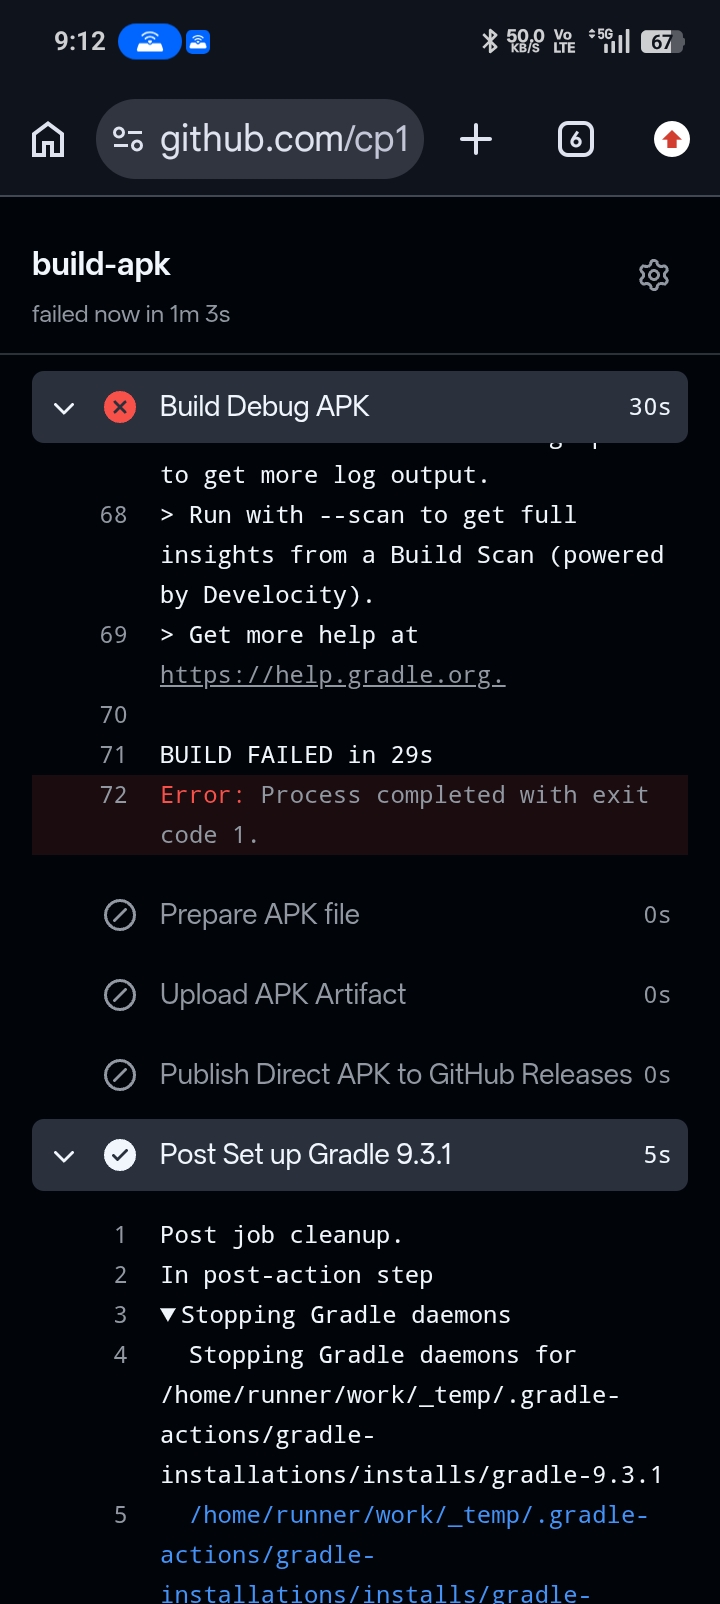 9:12
50.0 KB/S
Vo LTE
5G
67
github.com/cp1
6
build-apk
failed now in 1m 3s
Build Debug APK 30s
to get more log output.
68 > Run with --scan to get full
insights from a Build Scan (powered
by Develocity).
69 > Get more help at
https://help.gradle.org.
70
71 BUILD FAILED in 29s
72 Error: Process completed with exit
code 1.
Prepare APK file 0s
Upload APK Artifact 0s
Publish Direct APK to GitHub Releases 0s
Post Set up Gradle 9.3.1 5s
1 Post job cleanup.
2 In post-action step
3 ▼Stopping Gradle daemons
4 Stopping Gradle daemons for
/home/runner/work/_temp/.gradle-
actions/gradle-
installations/installs/gradle-9.3.1
5 /home/runner/work/_temp/.gradle-
actions/gradle-
installations/installs/gradle-